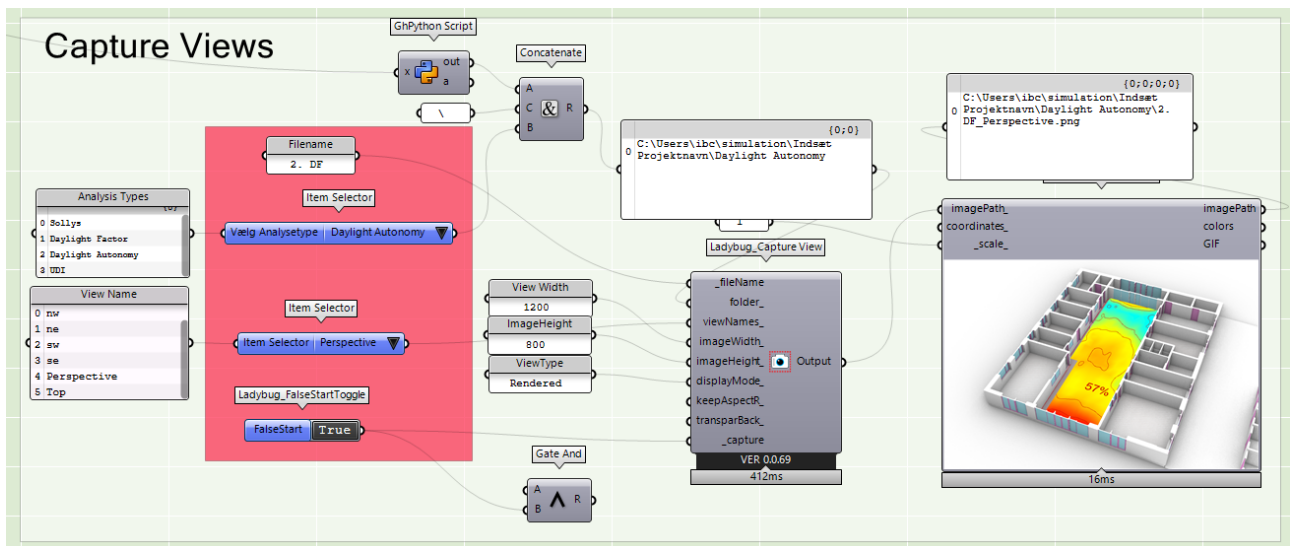 Capture Views
GhPython Script
x
out
a
Concatenate
A
C
B
&
R
\
{0;0}
0
C:\Users\ibc\simulation\Indsæt
Projektnavn\Daylight Autonomy
{0;0;0;0}
0
C:\Users\ibc\simulation\Indsæt
Projektnavn\Daylight Autonomy\2.
DF_Perspective.png
Filename
2. DF
Analysis Types
{0}
0 Sollys
1 Daylight Factor
2 Daylight Autonomy
3 UDI
Item Selector
Vælg Analysetype
Daylight Autonomy
View Name
0 nw
1 ne
2 sw
3 se
4 Perspective
5 Top
Item Selector
Item Selector
Perspective
Ladybug_FalseStartToggle
FalseStart
True
View Width
1200
ImageHeight
800
ViewType
Rendered
Gate And
A
B
R
Ladybug_Capture View
_fileName
folder_
viewNames_
imageWidth_
imageHeight_
displayMode_
keepAspectR_
transparBack_
_capture
Output
VER 0.0.69
412ms
imagePath_
coordinates_
_scale_
imagePath
colors
GIF
57%
16ms